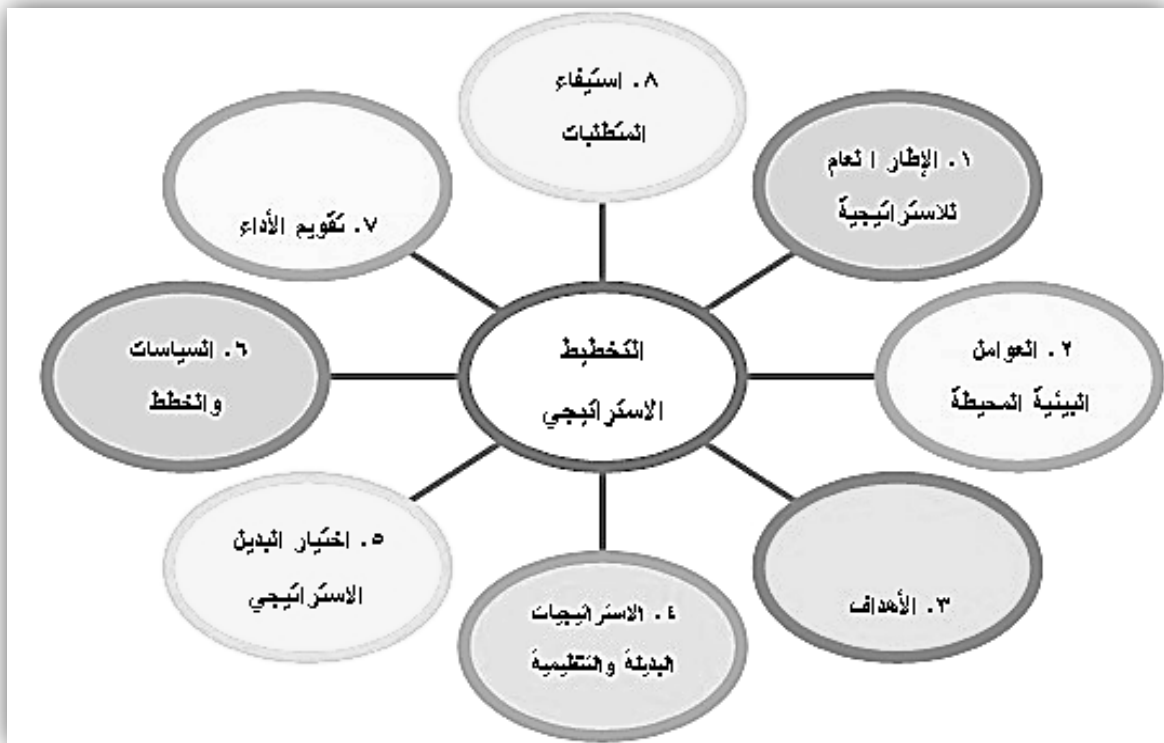 التخطيط
الاستراتيجي
١. الإطار العام
للاستراتيجية
٢. العوامل
البيئية المحيطة
٣. الأهداف
٤. الاستراتيجيات
البديلة والتنظيمية
٥. اختيار البديل
الاستراتيجي
٦. السياسات
والخطط
٧. تقويم الأداء
٨. استيفاء
المتطلبات